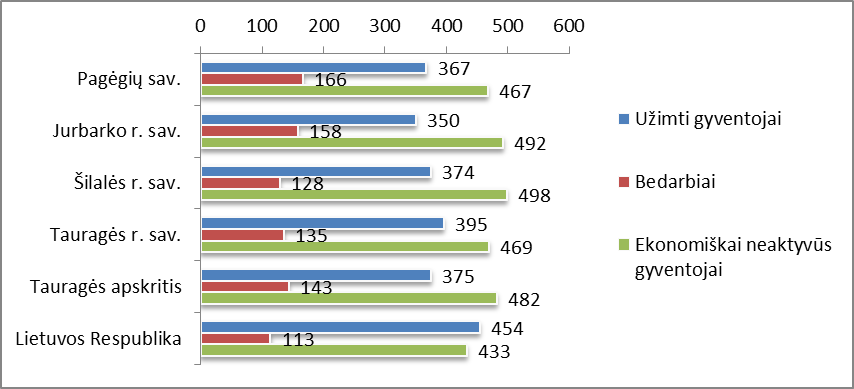 0 100 200 300 400 500 600
Pagėgių sav.
367
166
467
Jurbarko r. sav.
350
158
492
Šilalės r. sav.
374
128
498
Tauragės r. sav.
395
135
469
Tauragės apskritis
375
143
482
Lietuvos Respublika
454
113
433
Užimti gyventojai
Bedarbiai
Ekonomiškai neaktyvūs
gyventojai